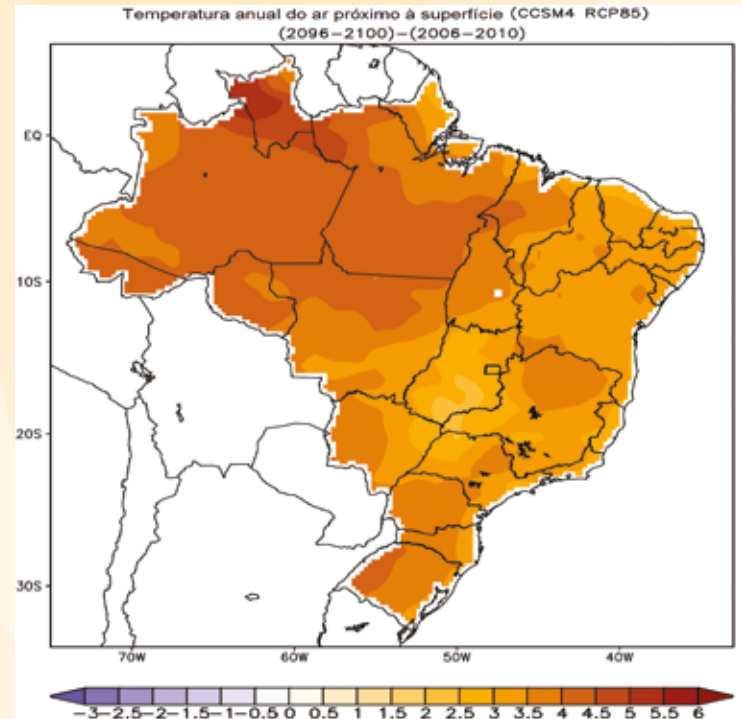 Temperatura anual do ar próximo à superfície (CCSM4 RCP85)
(2096−2100)−(2006−2010)
EQ
10S
20S
30S
70W 60W 50W 40W
−3 −2.5 −2 −1.5 −1 −0.5 0 0.5 1 1.5 2 2.5 3 3.5 4 4.5 5 5.5 6